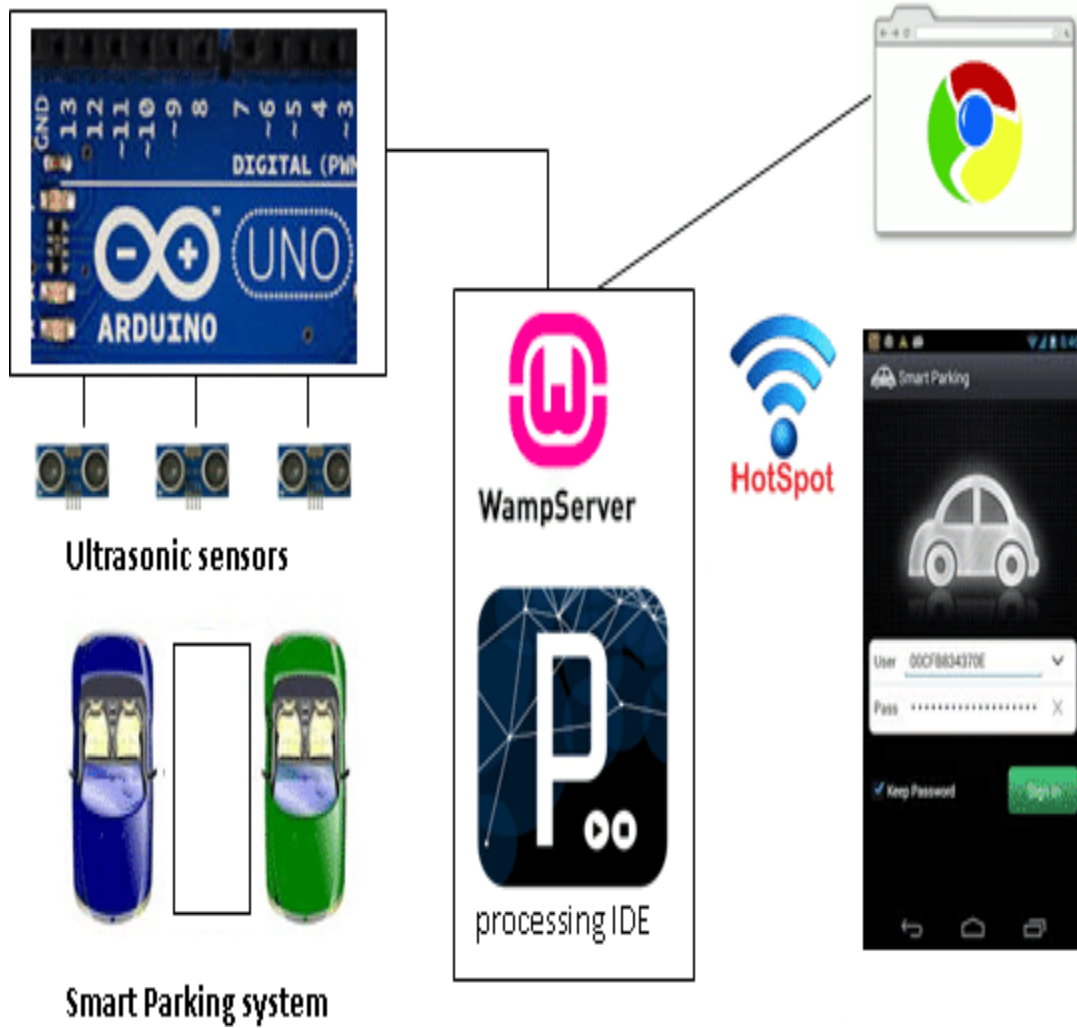 GND
13
12
~11
~10
~9
8
7
~6
~5
4
~3
DIGITAL (PWM
UNO
ARDUINO
Ultrasonic sensors
Smart Parking system
WampServer
processing IDE
HotSpot
Smart Parking
User 00CFB834370E
Pass
Keep Password
Sign in